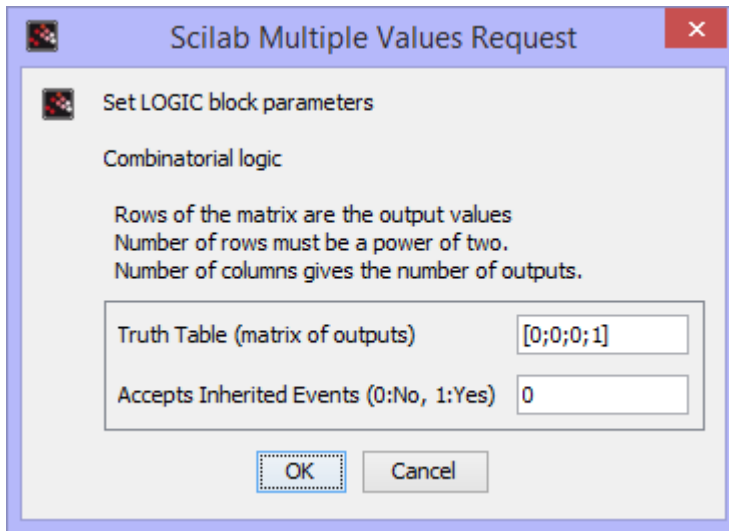 Scilab Multiple Values Request
Set LOGIC block parameters
Combinatorial logic
Rows of the matrix are the output values
Number of rows must be a power of two.
Number of columns gives the number of outputs.
Truth Table (matrix of outputs) [0;0;0;1]
Accepts Inherited Events (0:No, 1:Yes) 0
OK Cancel